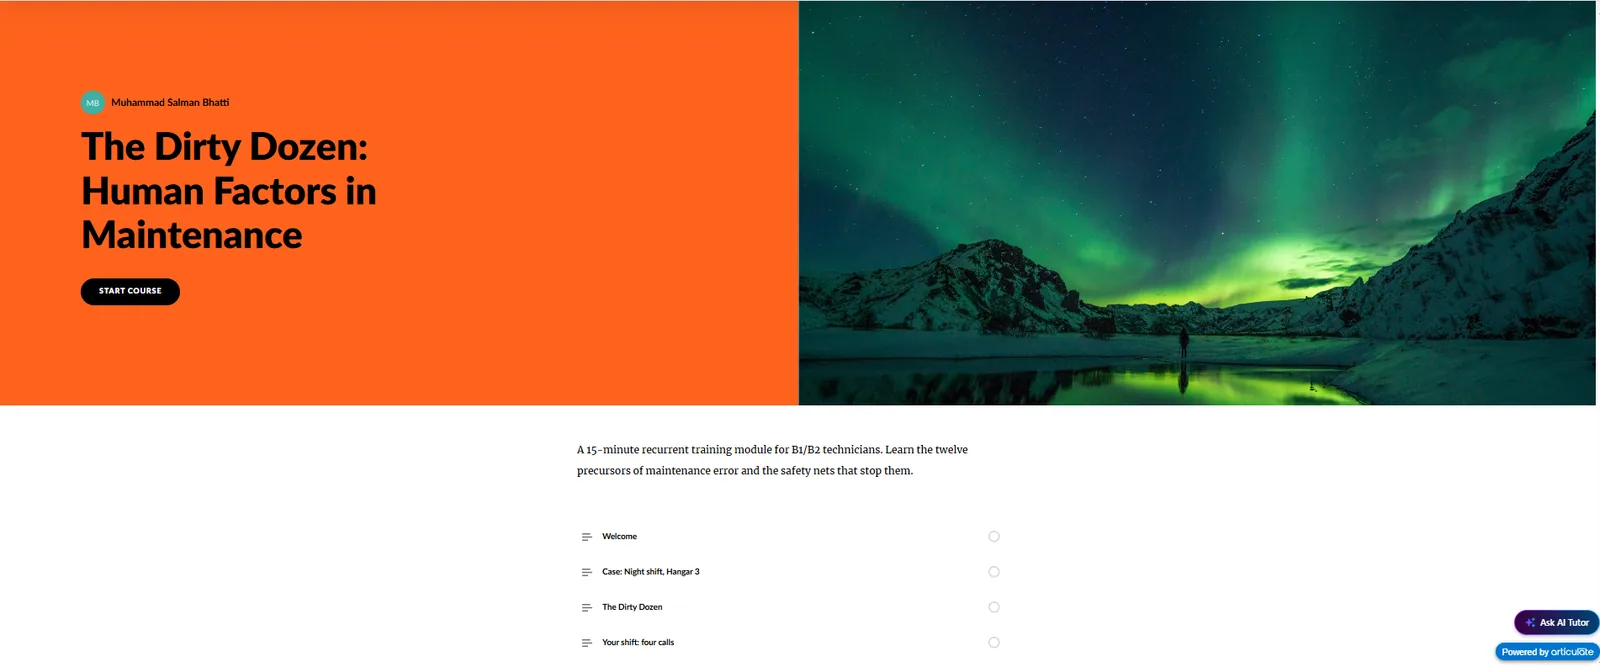 MB Muhammad Salman Bhatti
The Dirty Dozen:
Human Factors in
Maintenance
START COURSE
A 15-minute recurrent training module for B1/B2 technicians. Learn the twelve
precursors of maintenance error and the safety nets that stop them.
Welcome
Case: Night shift, Hangar 3
The Dirty Dozen
Your shift: four calls
Ask AI Tutor
Powered by articulate